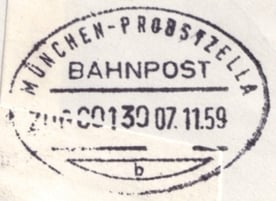 MÜNCHEN-PROBSTZELLA
BAHNPOST
ZUG 00130 07.11.59
b